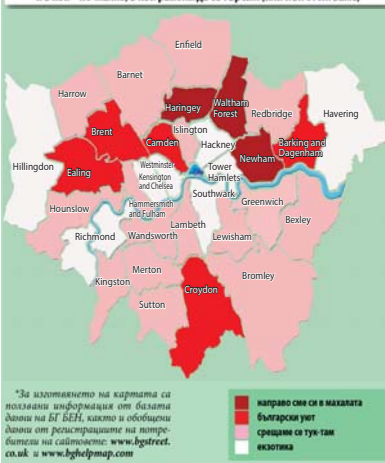 Enfield
Barnet
Harrow
Haringey
Waltham
Forest
Redbridge
Havering
Brent
Camden
Islington
Hackney
Barking and
Dagenham
Hillingdon
Ealing
Westminster
Kensington
and Chelsea
Tower
Hamlets
Newham
Southwark
Hounslow
Hammersmith
and Fulham
Greenwich
Bexley
Richmond
Wandsworth
Lambeth
Lewisham
Merton
Kingston
Sutton
Croydon
Bromley
*За изготвянето на картата са
ползвани информация от базата
данни на БГ БЕН, както и обобщени
данни от регистрациите на потре-
бители на сайтовете: www.bgstreet.
co.uk и www.bghelpmap.com
направо сме си в махалата
български уют
срещаме се тук-там
екзотика